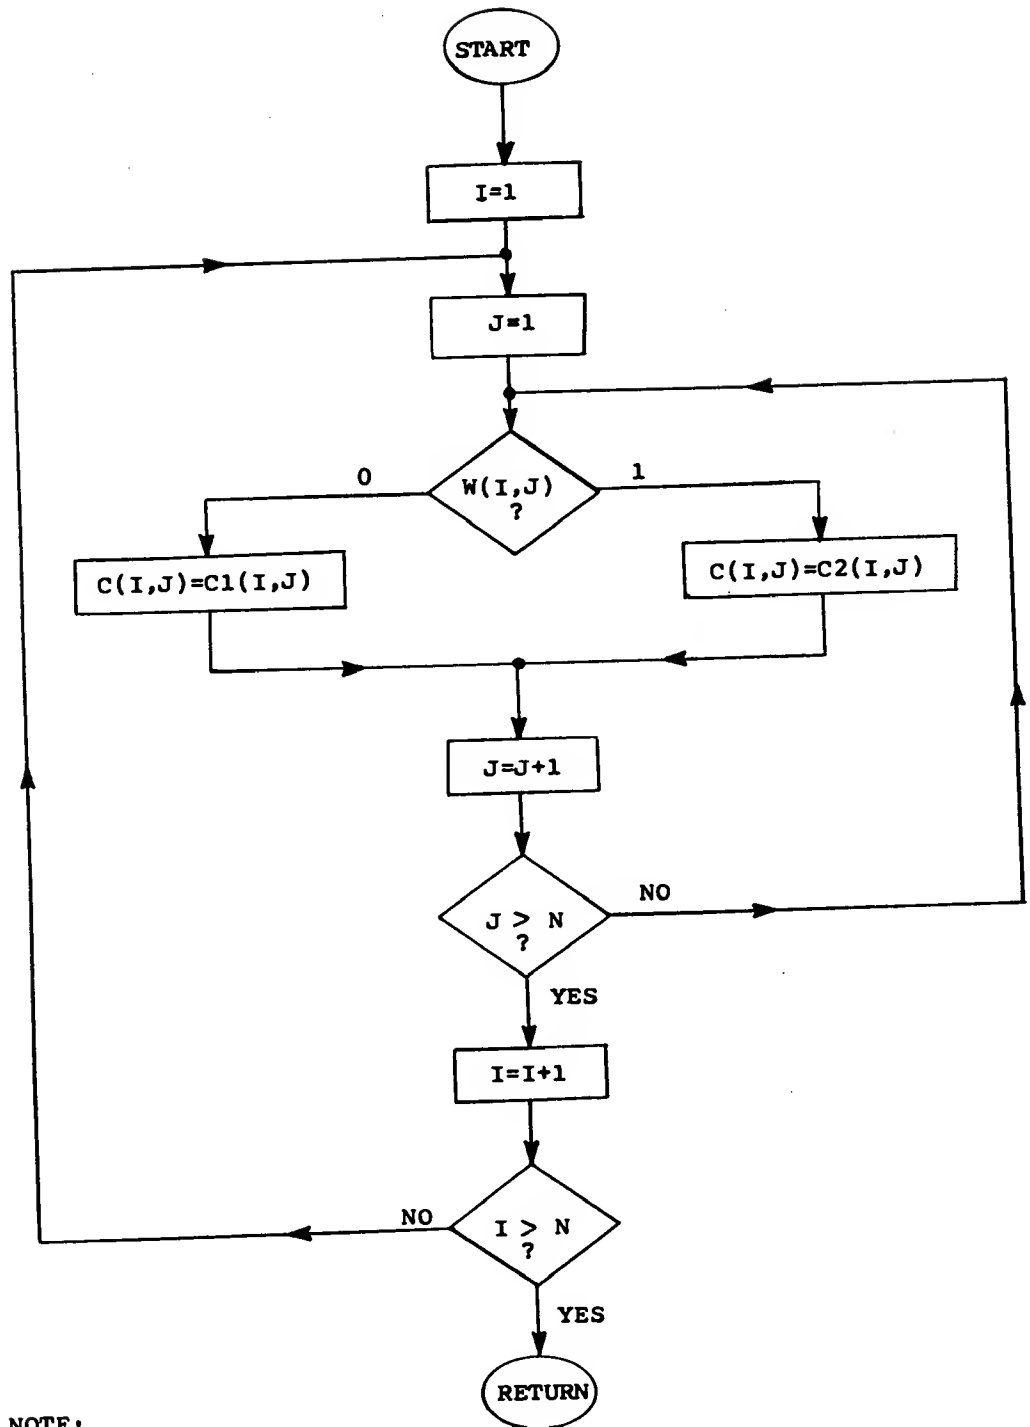 START
I=1
J=1
0
W(I,J)
?
1
C(I,J)=C1(I,J)
C(I,J)=C2(I,J)
J=J+1
J > N
?
NO
YES
I=I+1
NO
I > N
?
YES
RETURN
NOTE: